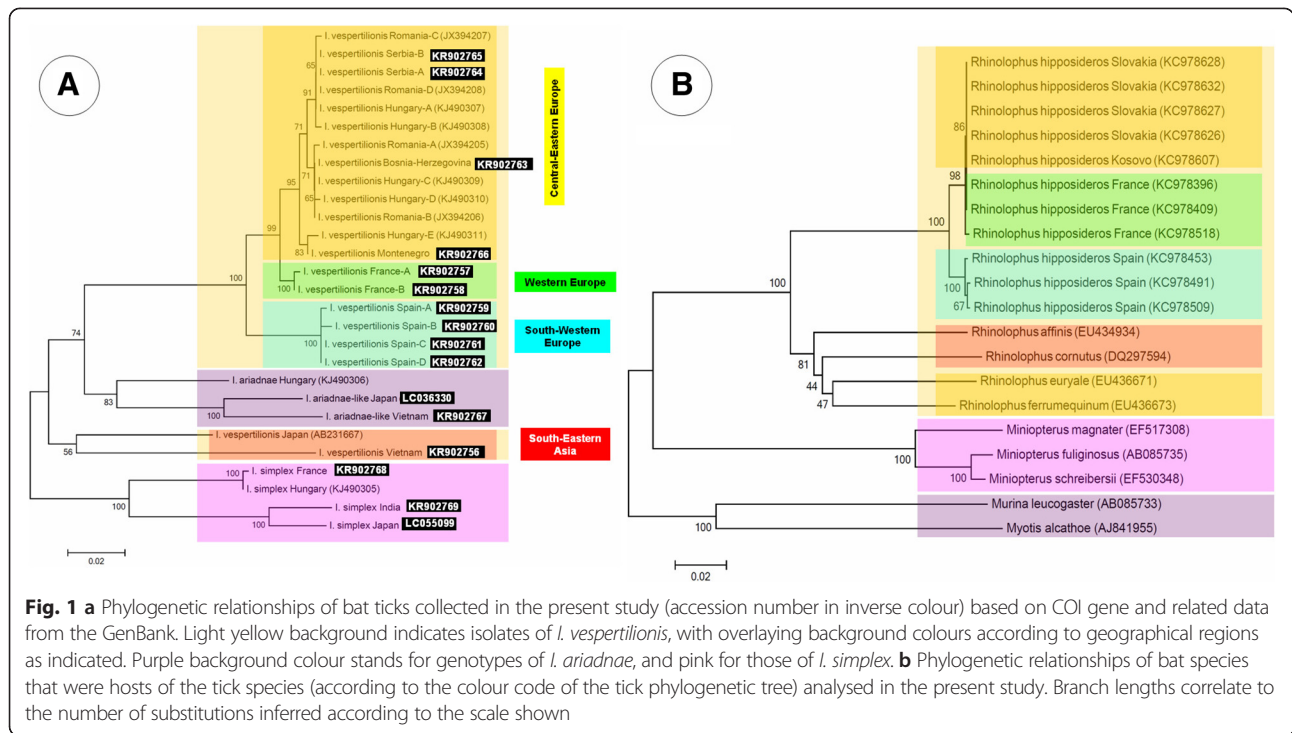 A
I. vespertilionis Romania-C (JX394207)
I. vespertilionis Serbia-B KR902765
65
I. vespertilionis Serbia-A KR902764
91
I. vespertilionis Romania-D (JX394208)
I. vespertilionis Hungary-A (KJ490307)
71
I. vespertilionis Hungary-B (KJ490308)
I. vespertilionis Romania-A (JX394205)
I. vespertilionis Bosnia-Herzegovina KR902763
95
71
I. vespertilionis Hungary-C (KJ490309)
65
I. vespertilionis Hungary-D (KJ490310)
I. vespertilionis Romania-B (JX394206)
99
I. vespertilionis Hungary-E (KJ490311)
83
I. vespertilionis Montenegro KR902766
Central-Eastern Europe
100
I. vespertilionis France-A KR902757
100
I. vespertilionis France-B KR902758
Western Europe
I. vespertilionis Spain-A KR902759
I. vespertilionis Spain-B KR902760
74
100
I. vespertilionis Spain-C KR902761
I. vespertilionis Spain-D KR902762
South-Western
Europe
I. ariadnae Hungary (KJ490306)
83
I. ariadnae-like Japan LC036330
100
I. ariadnae-like Vietnam KR902767
I. vespertilionis Japan (AB231667)
56
I. vespertilionis Vietnam KR902756
South-Eastern
Asia
100
I. simplex France KR902768
I. simplex Hungary (KJ490305)
100
I. simplex India KR902769
100
I. simplex Japan LC055099
0.02
B
Rhinolophus hipposideros Slovakia (KC978628)
Rhinolophus hipposideros Slovakia (KC978632)
Rhinolophus hipposideros Slovakia (KC978627)
86
Rhinolophus hipposideros Slovakia (KC978626)
Rhinolophus hipposideros Kosovo (KC978607)
98
Rhinolophus hipposideros France (KC978396)
Rhinolophus hipposideros France (KC978409)
100
Rhinolophus hipposideros France (KC978518)
Rhinolophus hipposideros Spain (KC978453)
100
Rhinolophus hipposideros Spain (KC978491)
67
Rhinolophus hipposideros Spain (KC978509)
Rhinolophus affinis (EU434934)
81
Rhinolophus cornutus (DQ297594)
44
Rhinolophus euryale (EU436671)
47
Rhinolophus ferrumequinum (EU436673)
Miniopterus magnater (EF517308)
100
Miniopterus fuliginosus (AB085735)
100
Miniopterus schreibersii (EF530348)
Murina leucogaster (AB085733)
100
Myotis alcathoe (AJ841955)
0.02
Fig. 1 a Phylogenetic relationships of bat ticks collected in the present study (accession number in inverse colour) based on COI gene and related data
from the GenBank. Light yellow background indicates isolates of I. vespertilionis, with overlaying background colours according to geographical regions
as indicated. Purple background colour stands for genotypes of I. ariadnae, and pink for those of I. simplex. b Phylogenetic relationships of bat species
that were hosts of the tick species (according to the colour code of the tick phylogenetic tree) analysed in the present study. Branch lengths correlate to
the number of substitutions inferred according to the scale shown